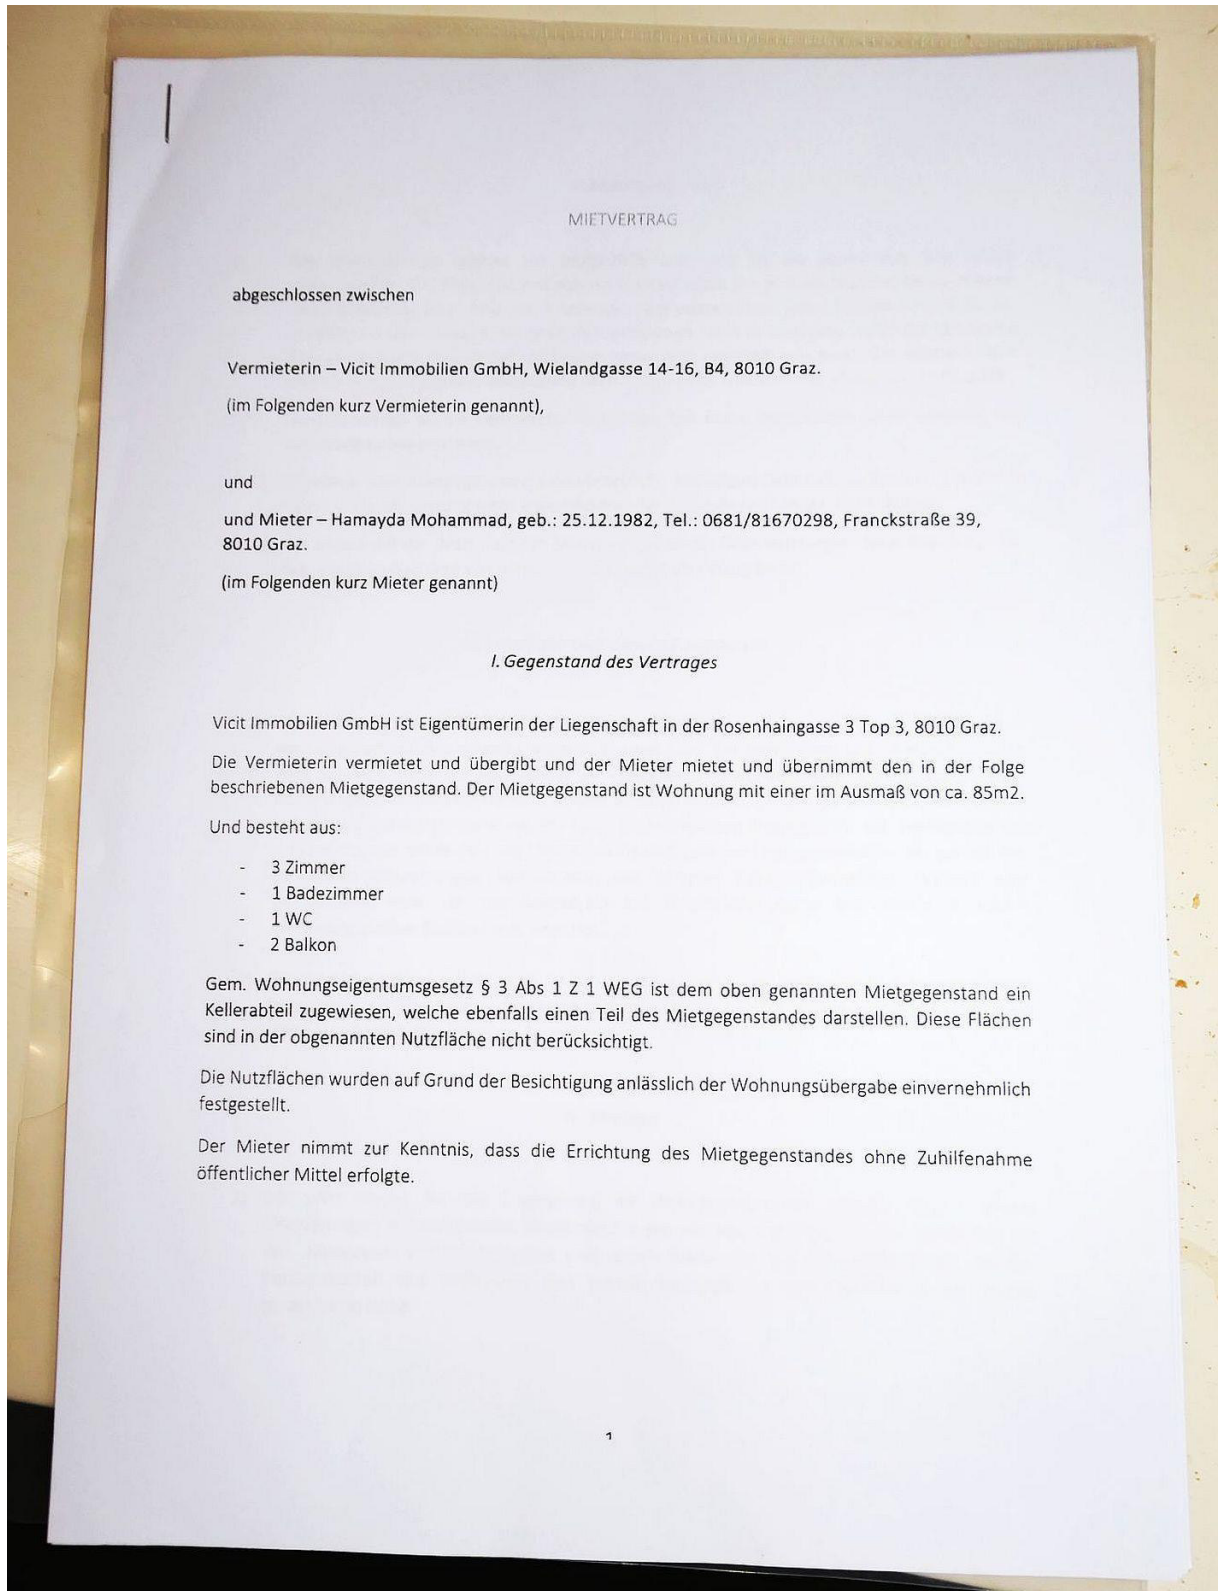 MIETVERTRAG
abgeschlossen zwischen
Vermieterin – Vicit Immobilien GmbH, Wielandgasse 14-16, B4, 8010 Graz.
(im Folgenden kurz Vermieterin genannt),
und
und Mieter – Hamayda Mohammad, geb.: 25.12.1982, Tel.: 0681/81670298, Franckstraße 39,
8010 Graz.
(im Folgenden kurz Mieter genannt)
I. Gegenstand des Vertrages
Vicit Immobilien GmbH ist Eigentümerin der Liegenschaft in der Rosenhaingasse 3 Top 3, 8010 Graz.
Die Vermieterin vermietet und übergibt und der Mieter mietet und übernimmt den in der Folge
beschriebenen Mietgegenstand. Der Mietgegenstand ist Wohnung mit einer im Ausmaß von ca. 85m2.
Und besteht aus:
- 3 Zimmer
- 1 Badezimmer
- 1 WC
- 2 Balkon
Gem. Wohnungseigentumsgesetz § 3 Abs 1 Z 1 WEG ist dem oben genannten Mietgegenstand ein
Kellerabteil zugewiesen, welche ebenfalls einen Teil des Mietgegenstandes darstellen. Diese Flächen
sind in der obgenannten Nutzfläche nicht berücksichtigt.
Die Nutzflächen wurden auf Grund der Besichtigung anlässlich der Wohnungsübergabe einvernehmlich
festgestellt.
Der Mieter nimmt zur Kenntnis, dass die Errichtung des Mietgegenstandes ohne Zuhilfenahme
öffentlicher Mittel erfolgte.
1